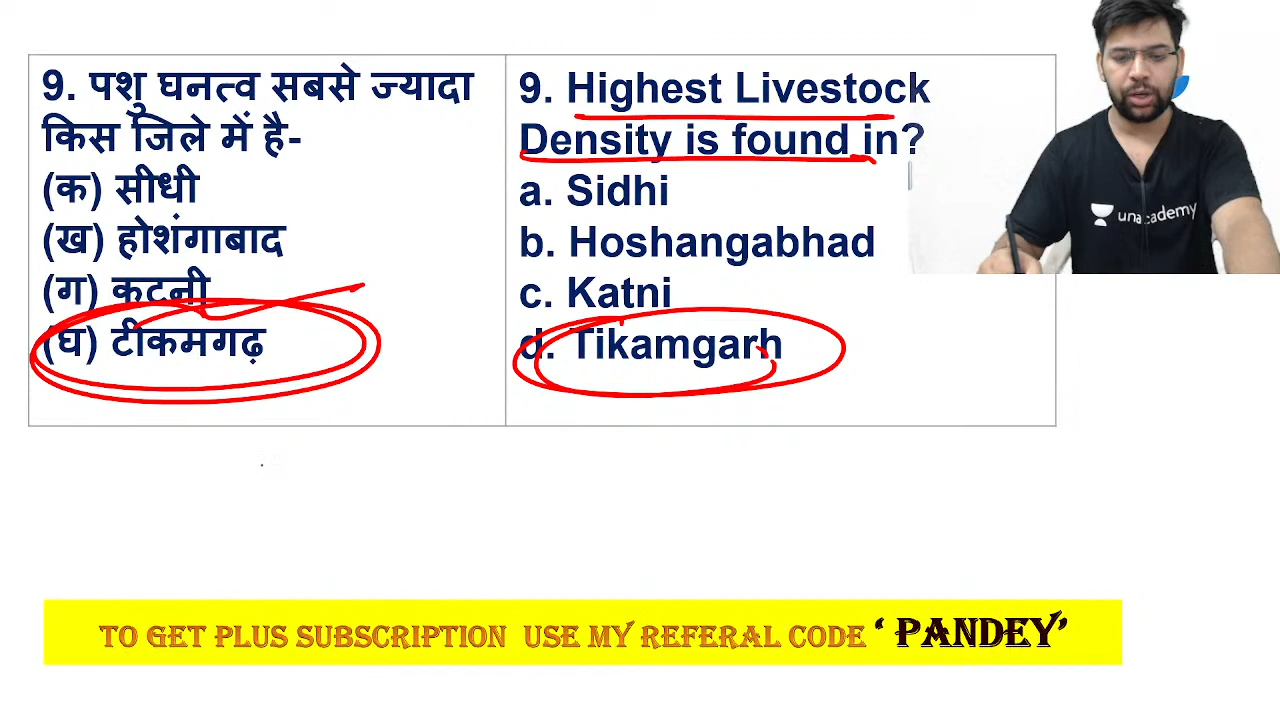 9. पशु घनत्व सबसे ज्यादा
किस जिले में है-
(क) सीधी
(ख) होशंगाबाद
(ग) कटनी
(घ) टीकमगढ़
9. Highest Livestock
Density is found in?
a. Sidhi
b. Hoshangabhad
c. Katni
d. Tikamgarh
unacademy
TO GET PLUS SUBSCRIPTION USE MY REFERAL CODE ‘ PANDEY’